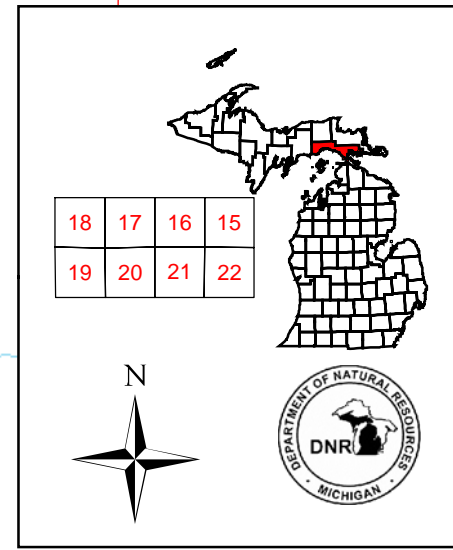 18 17 16 15
19 20 21 22
N
DEPARTMENT OF NATURAL RESOURCES
DNR
MICHIGAN